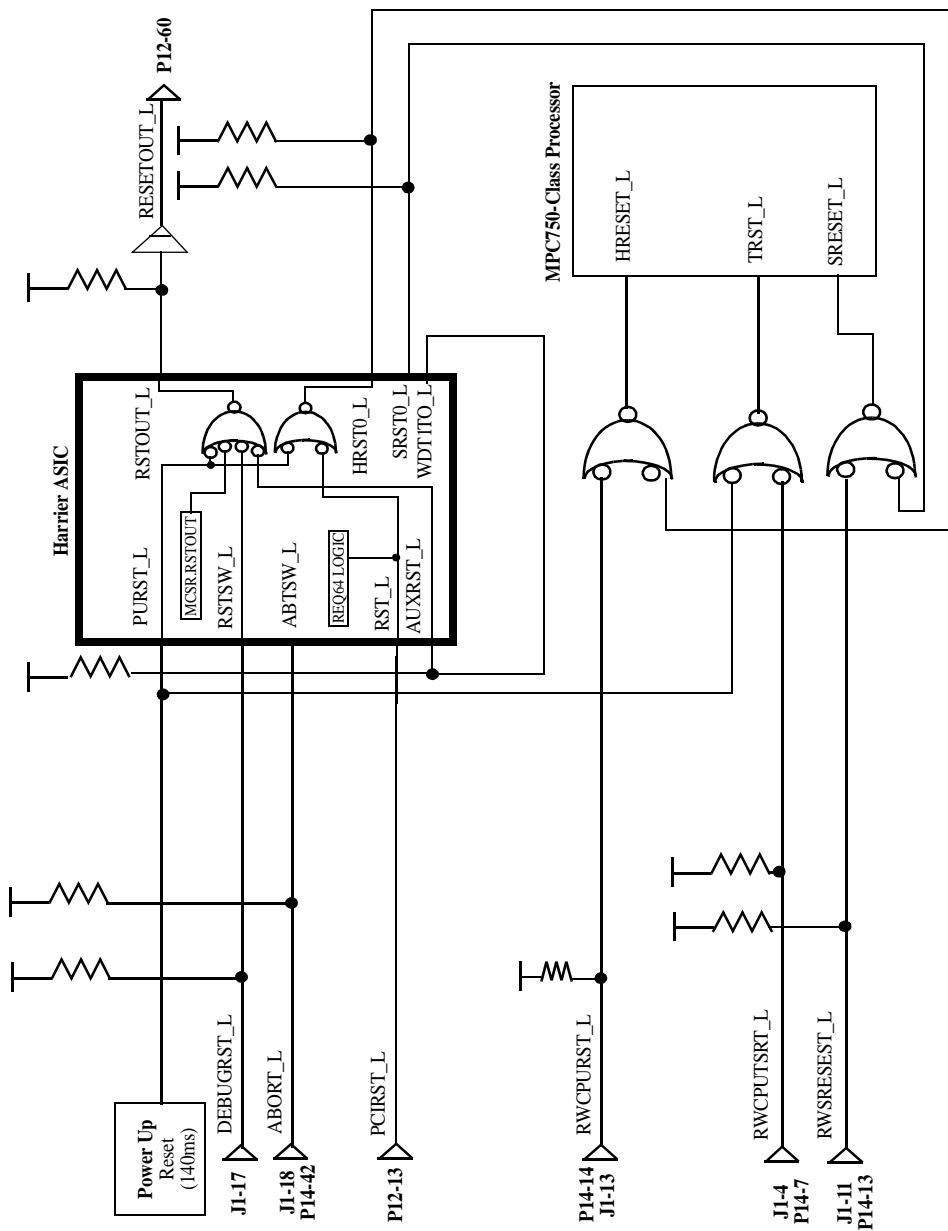 Power Up
Reset
(140ms)
J1-17
J1-18
P14-42
P12-13
P14-14
J1-13
J1-4
P14-7
J1-11
P14-13
DEBUGRST_L
ABORT_L
PCIRST_L
RWCPURST_L
RWCPUTSRT_L
RWSRESEST_L
Harrier ASIC
PURST_L
MCSR.RSTOUT
RSTSW_L
ABTSW_L
REQ64 LOGIC
RST_L
AUXRST_L
RSTOUT_L
HRST0_L
SRST0_L
WDT1TO_L
RESETOUT_L
P12-60
MPC750-Class Processor
HRESET_L
TRST_L
SRESET_L